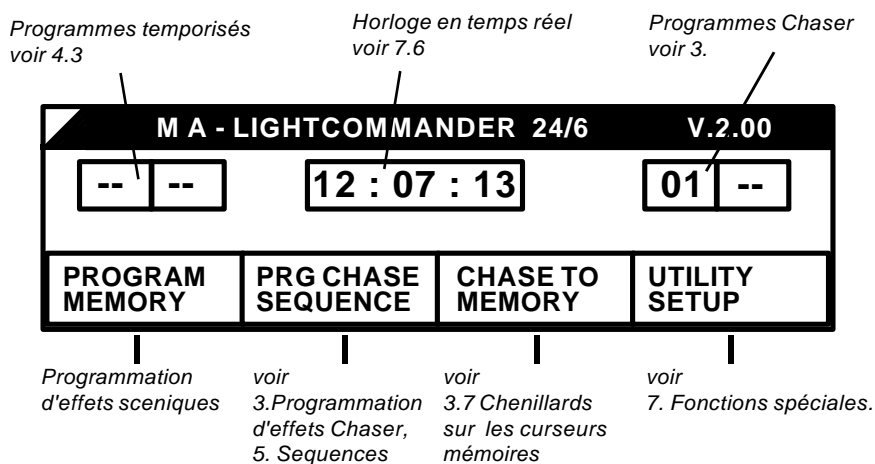 Programmes temporisés
voir 4.3
Horloge en temps réel
voir 7.6
Programmes Chaser
voir 3.
M A - LIGHTCOMMANDER 24/6 V.2.00
-- -- 12 : 07 : 13 01 --
PROGRAM
MEMORY
PRG CHASE
SEQUENCE
CHASE TO
MEMORY
UTILITY
SETUP
Programmation
d'effets sceniques
voir
3.Programmation
d'effets Chaser,
5. Sequences
voir
3.7 Chenillards
sur les curseurs
mémoires
voir
7. Fonctions spéciales.